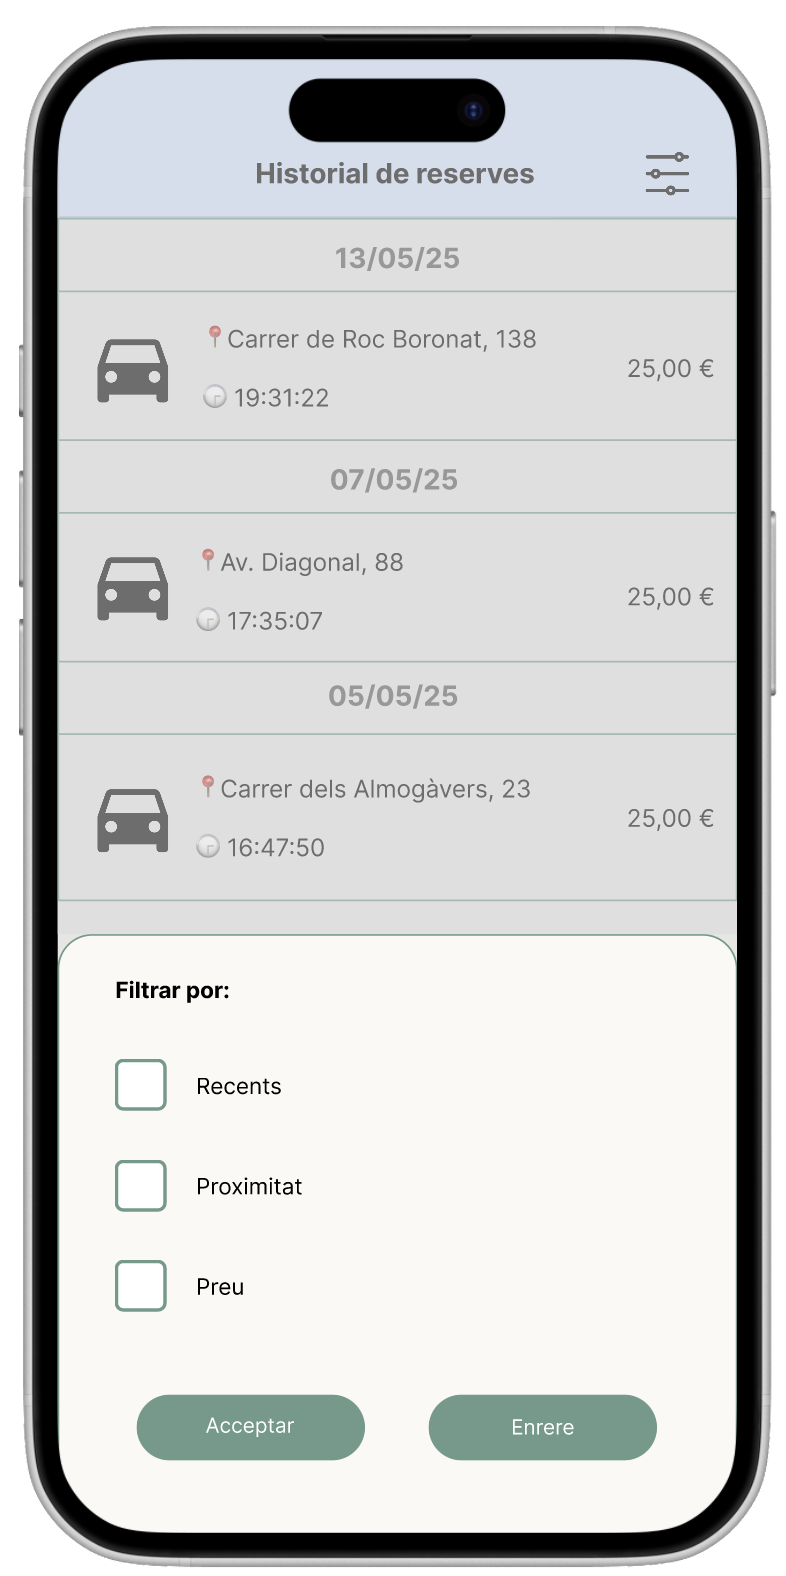 Historial de reserves
13/05/25
📍Carrer de Roc Boronat, 138
25,00 €
🕞 19:31:22
07/05/25
📍Av. Diagonal, 88
25,00 €
🕞 17:35:07
05/05/25
📍Carrer dels Almogàvers, 23
25,00 €
🕞 16:47:50
Filtrar por:
Recents
Proximitat
Preu
Acceptar
Enrere